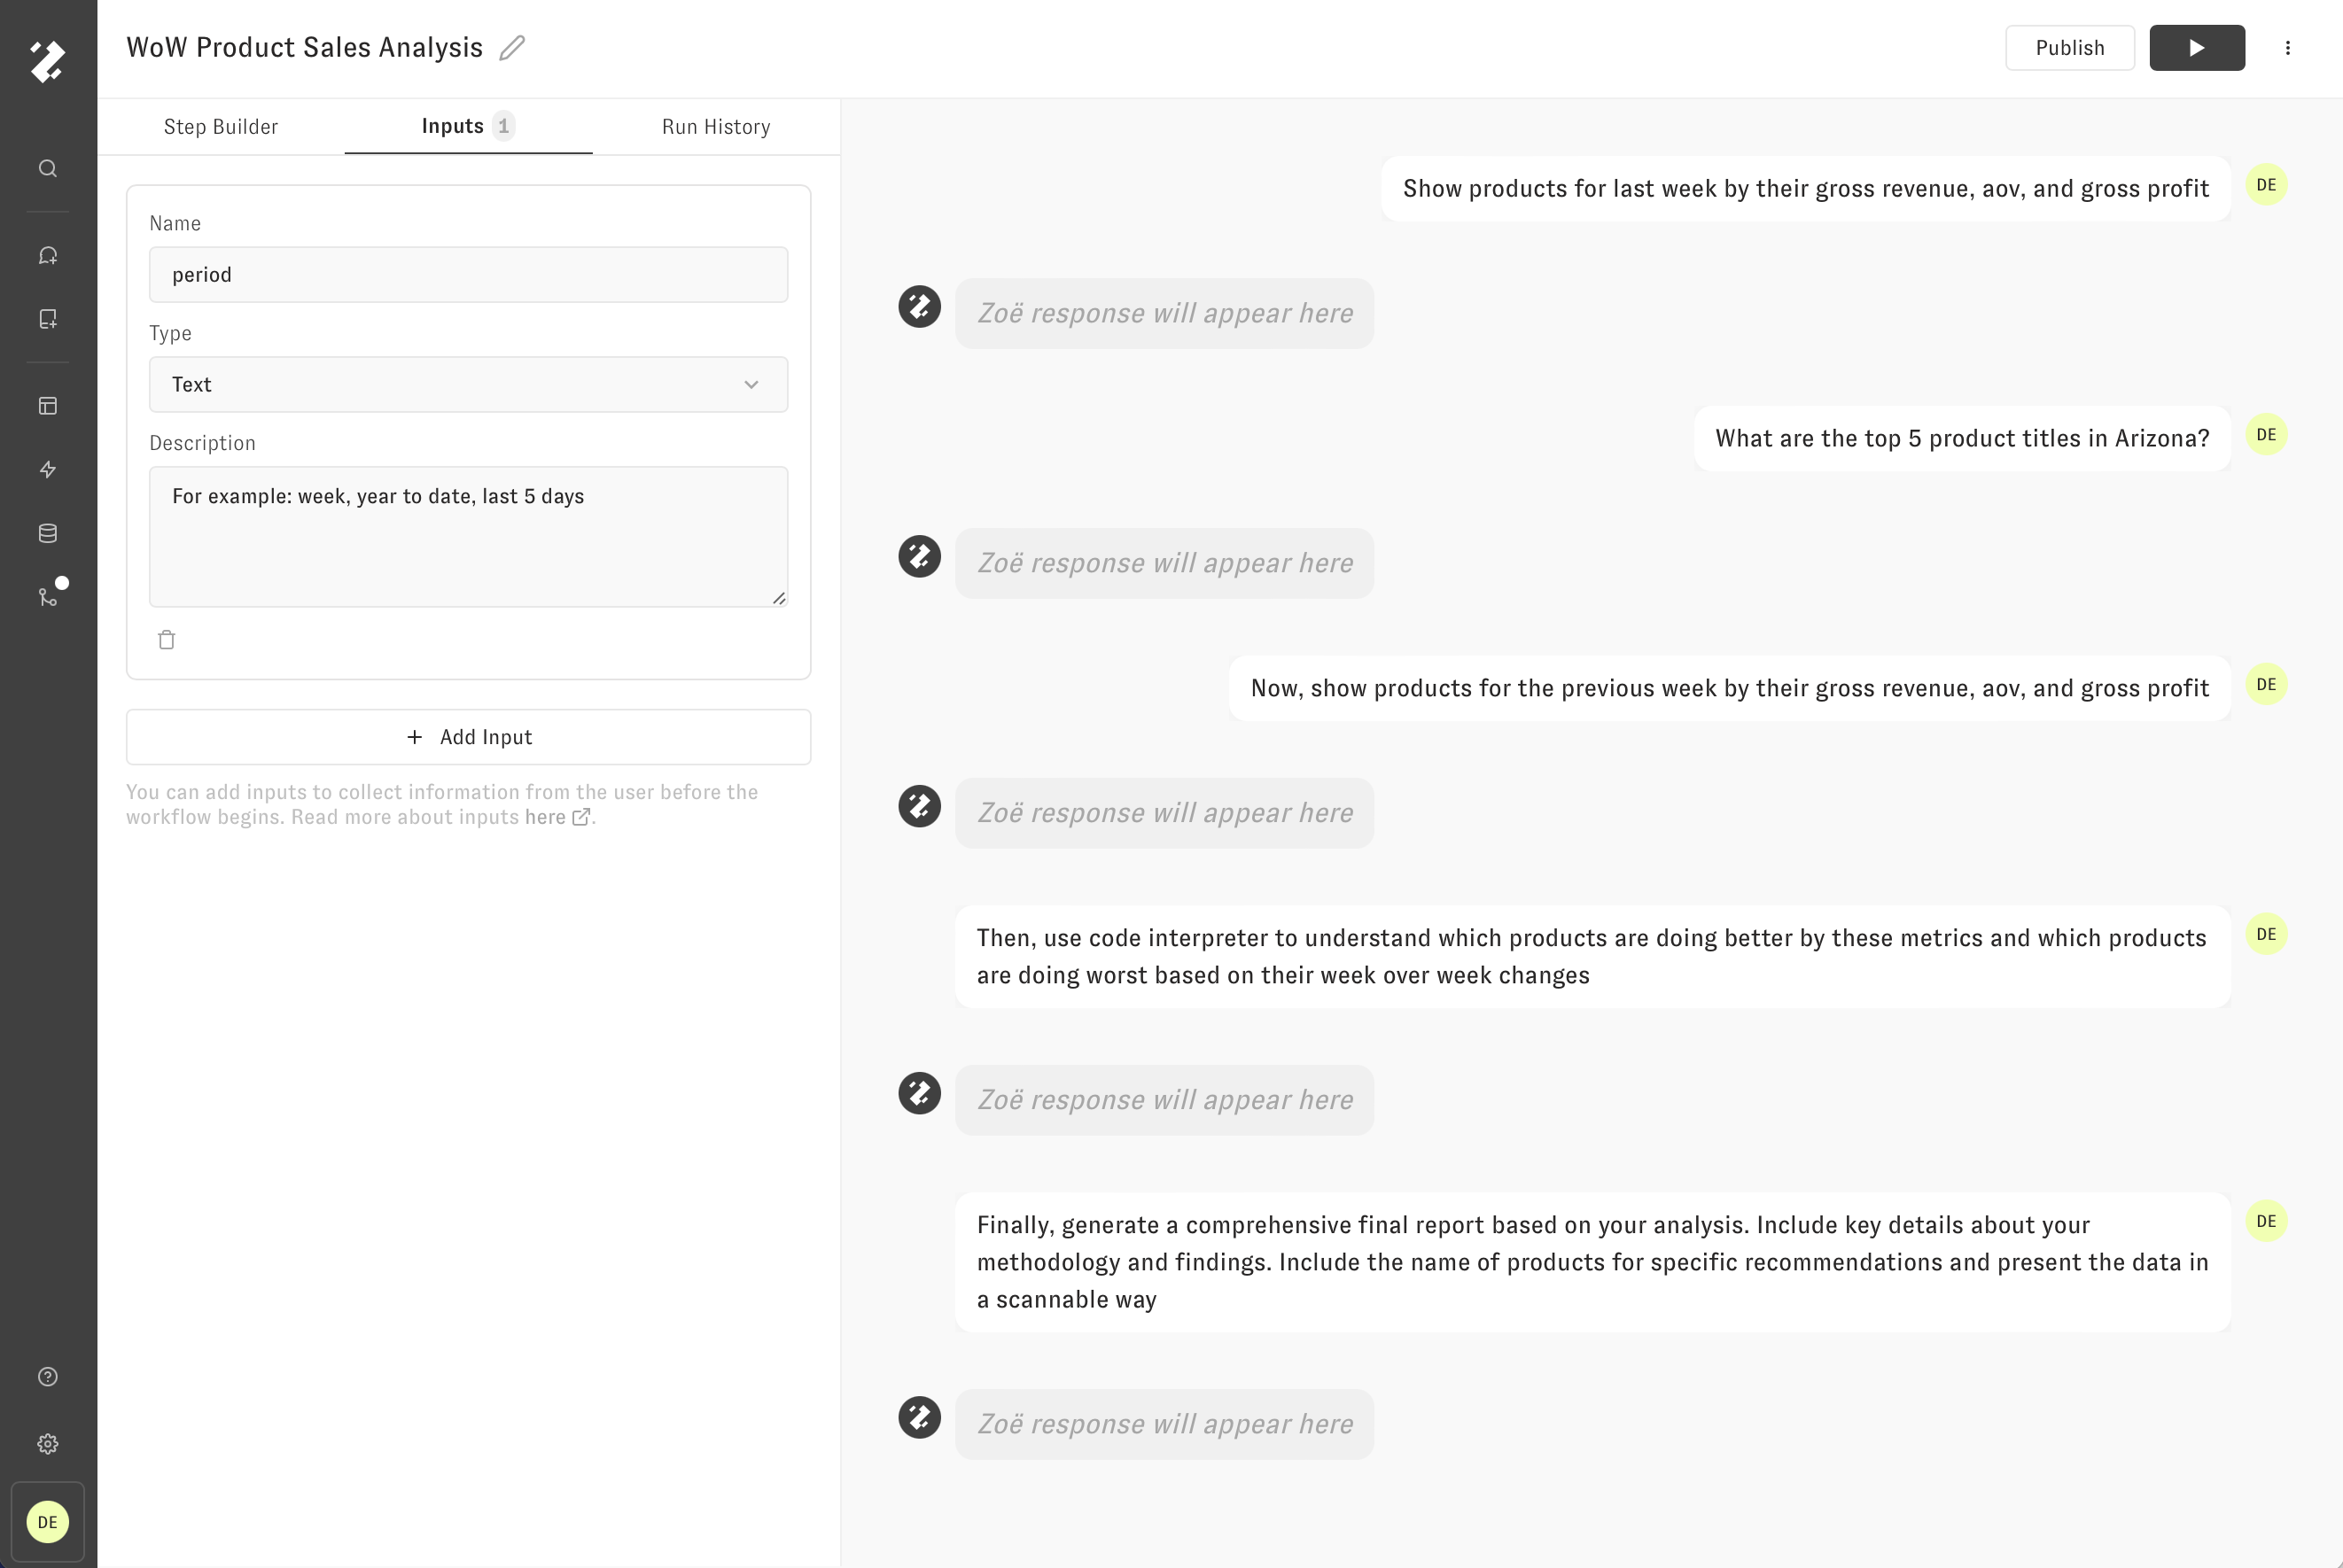 WoW Product Sales Analysis
Publish
Step Builder
Inputs 1
Run History
Name
period
Type
Text
Description
For example: week, year to date, last 5 days
+ Add Input
You can add inputs to collect information from the user before the
workflow begins. Read more about inputs here.
DE
Show products for last week by their gross revenue, aov, and gross profit
DE
Zoë response will appear here
What are the top 5 product titles in Arizona?
DE
Zoë response will appear here
Now, show products for the previous week by their gross revenue, aov, and gross profit
DE
Zoë response will appear here
Then, use code interpreter to understand which products are doing better by these metrics and which products
are doing worst based on their week over week changes
DE
Zoë response will appear here
Finally, generate a comprehensive final report based on your analysis. Include key details about your
methodology and findings. Include the name of products for specific recommendations and present the data in
a scannable way
DE
Zoë response will appear here